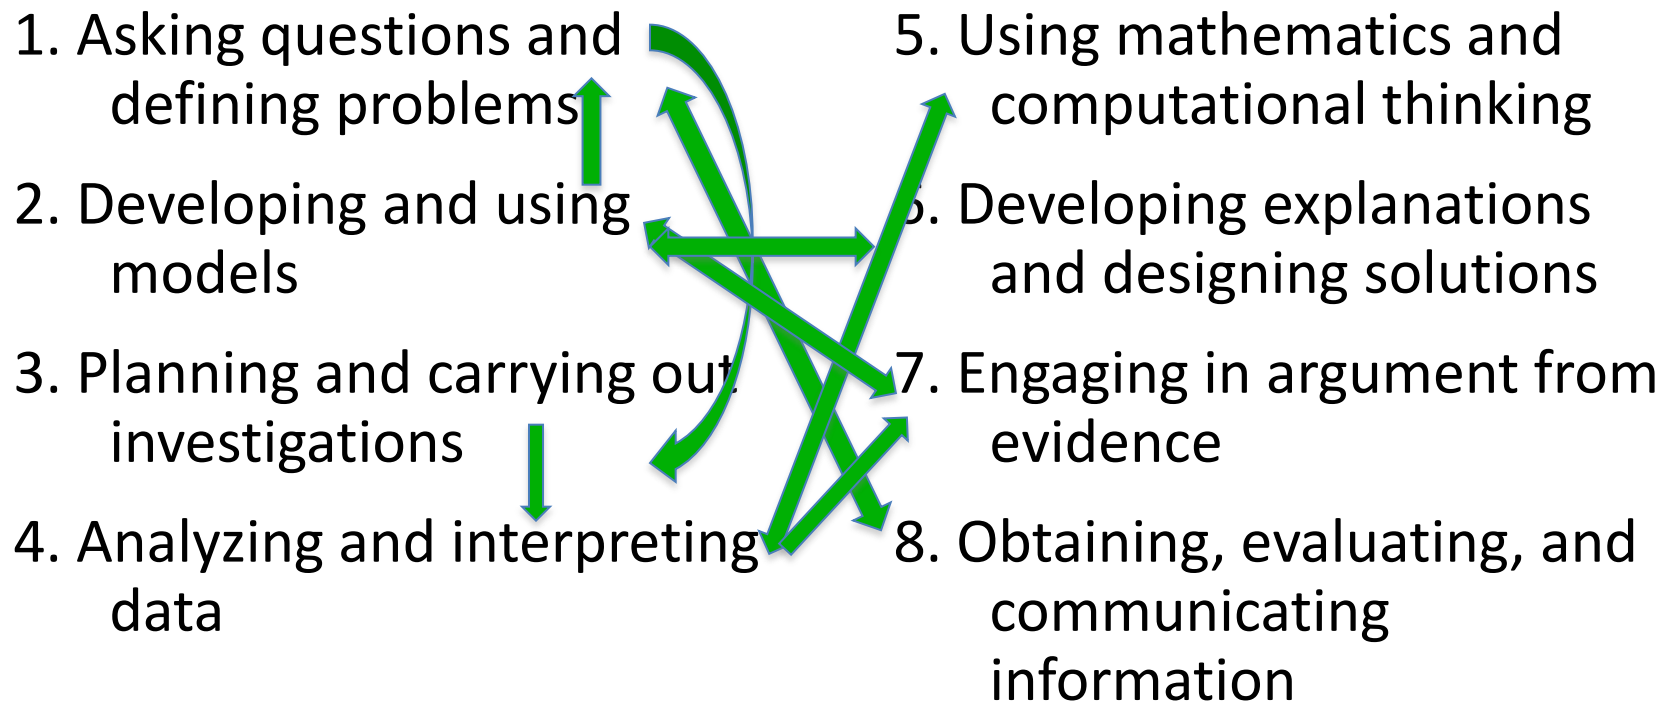 1. Asking questions and
defining problems
2. Developing and using
models
3. Planning and carrying out
investigations
4. Analyzing and interpreting
data
5. Using mathematics and
computational thinking
6. Developing explanations
and designing solutions
7. Engaging in argument from
evidence
8. Obtaining, evaluating, and
communicating
information